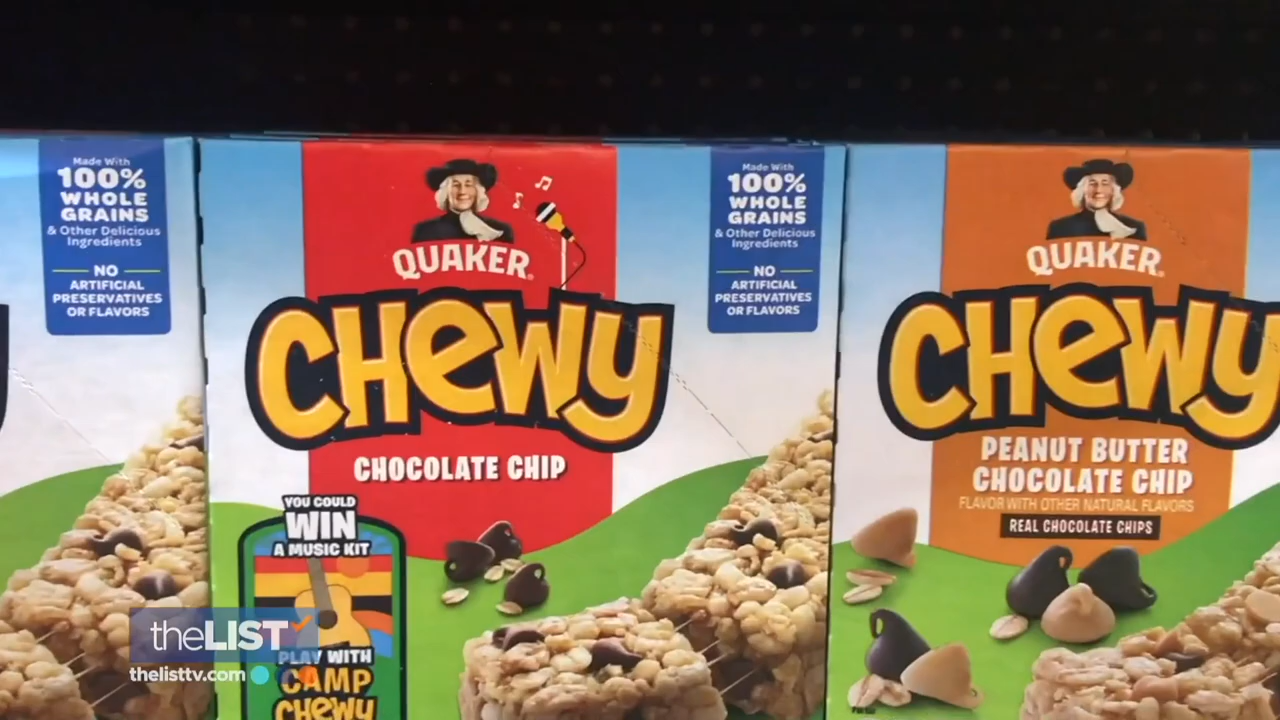 Made With
100%
WHOLE
GRAINS
& Other Delicious
Ingredients
NO
ARTIFICIAL
PRESERVATIVES
OR FLAVORS
QUAKER
CHEWY
CHOCOLATE CHIP
YOU COULD
WIN
A MUSIC KIT
PLAY WITH
CAMP
CHEWY
Made With
100%
WHOLE
GRAINS
& Other Delicious
Ingredients
NO
ARTIFICIAL
PRESERVATIVES
OR FLAVORS
QUAKER
CHEWY
PEANUT BUTTER
CHOCOLATE CHIP
FLAVOR WITH OTHER NATURAL FLAVORS
REAL CHOCOLATE CHIPS
theLIST
thelisttv.com